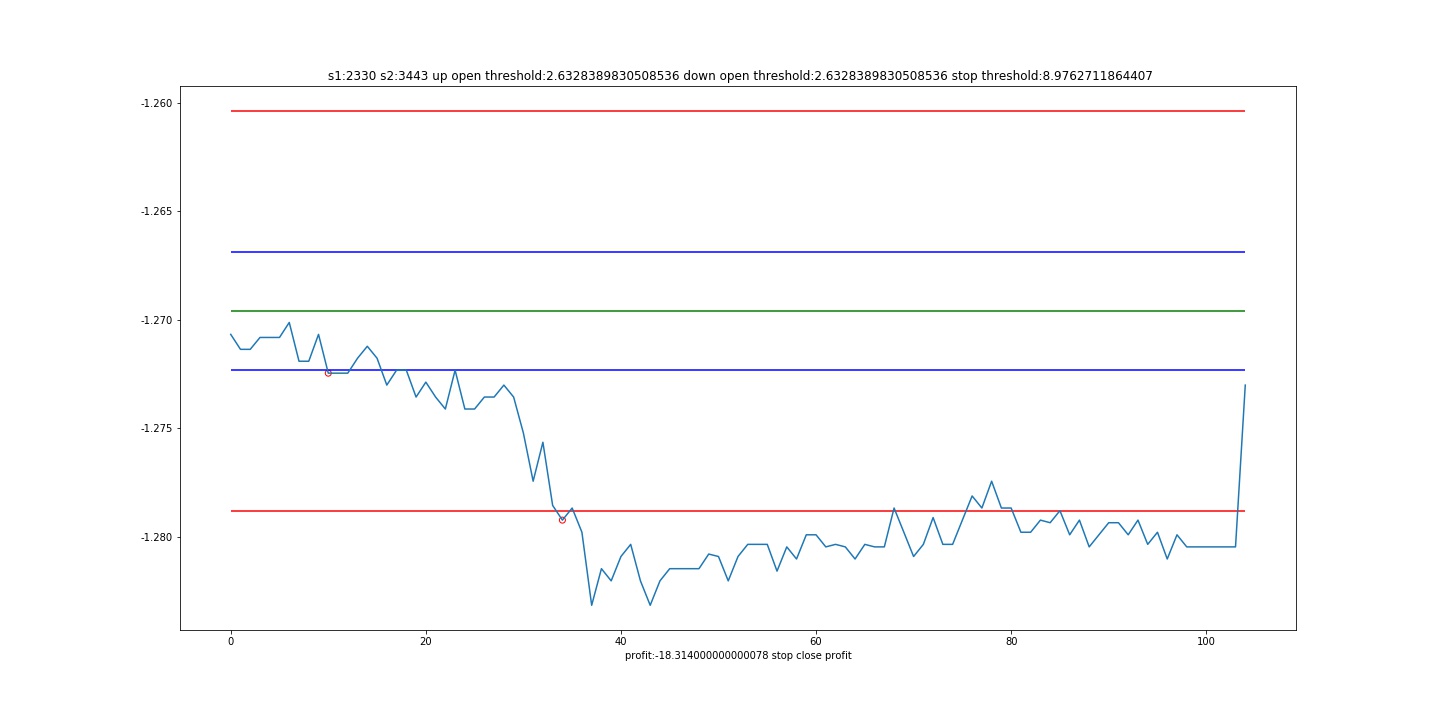 s1:2330 s2:3443 up open threshold:2.6328389830508536 down open threshold:2.6328389830508536 stop threshold:8.9762711864407
-1.260
-1.265
-1.270
-1.275
-1.280
0 20 40 60 80 100
profit:-18.314000000000078 stop close profit